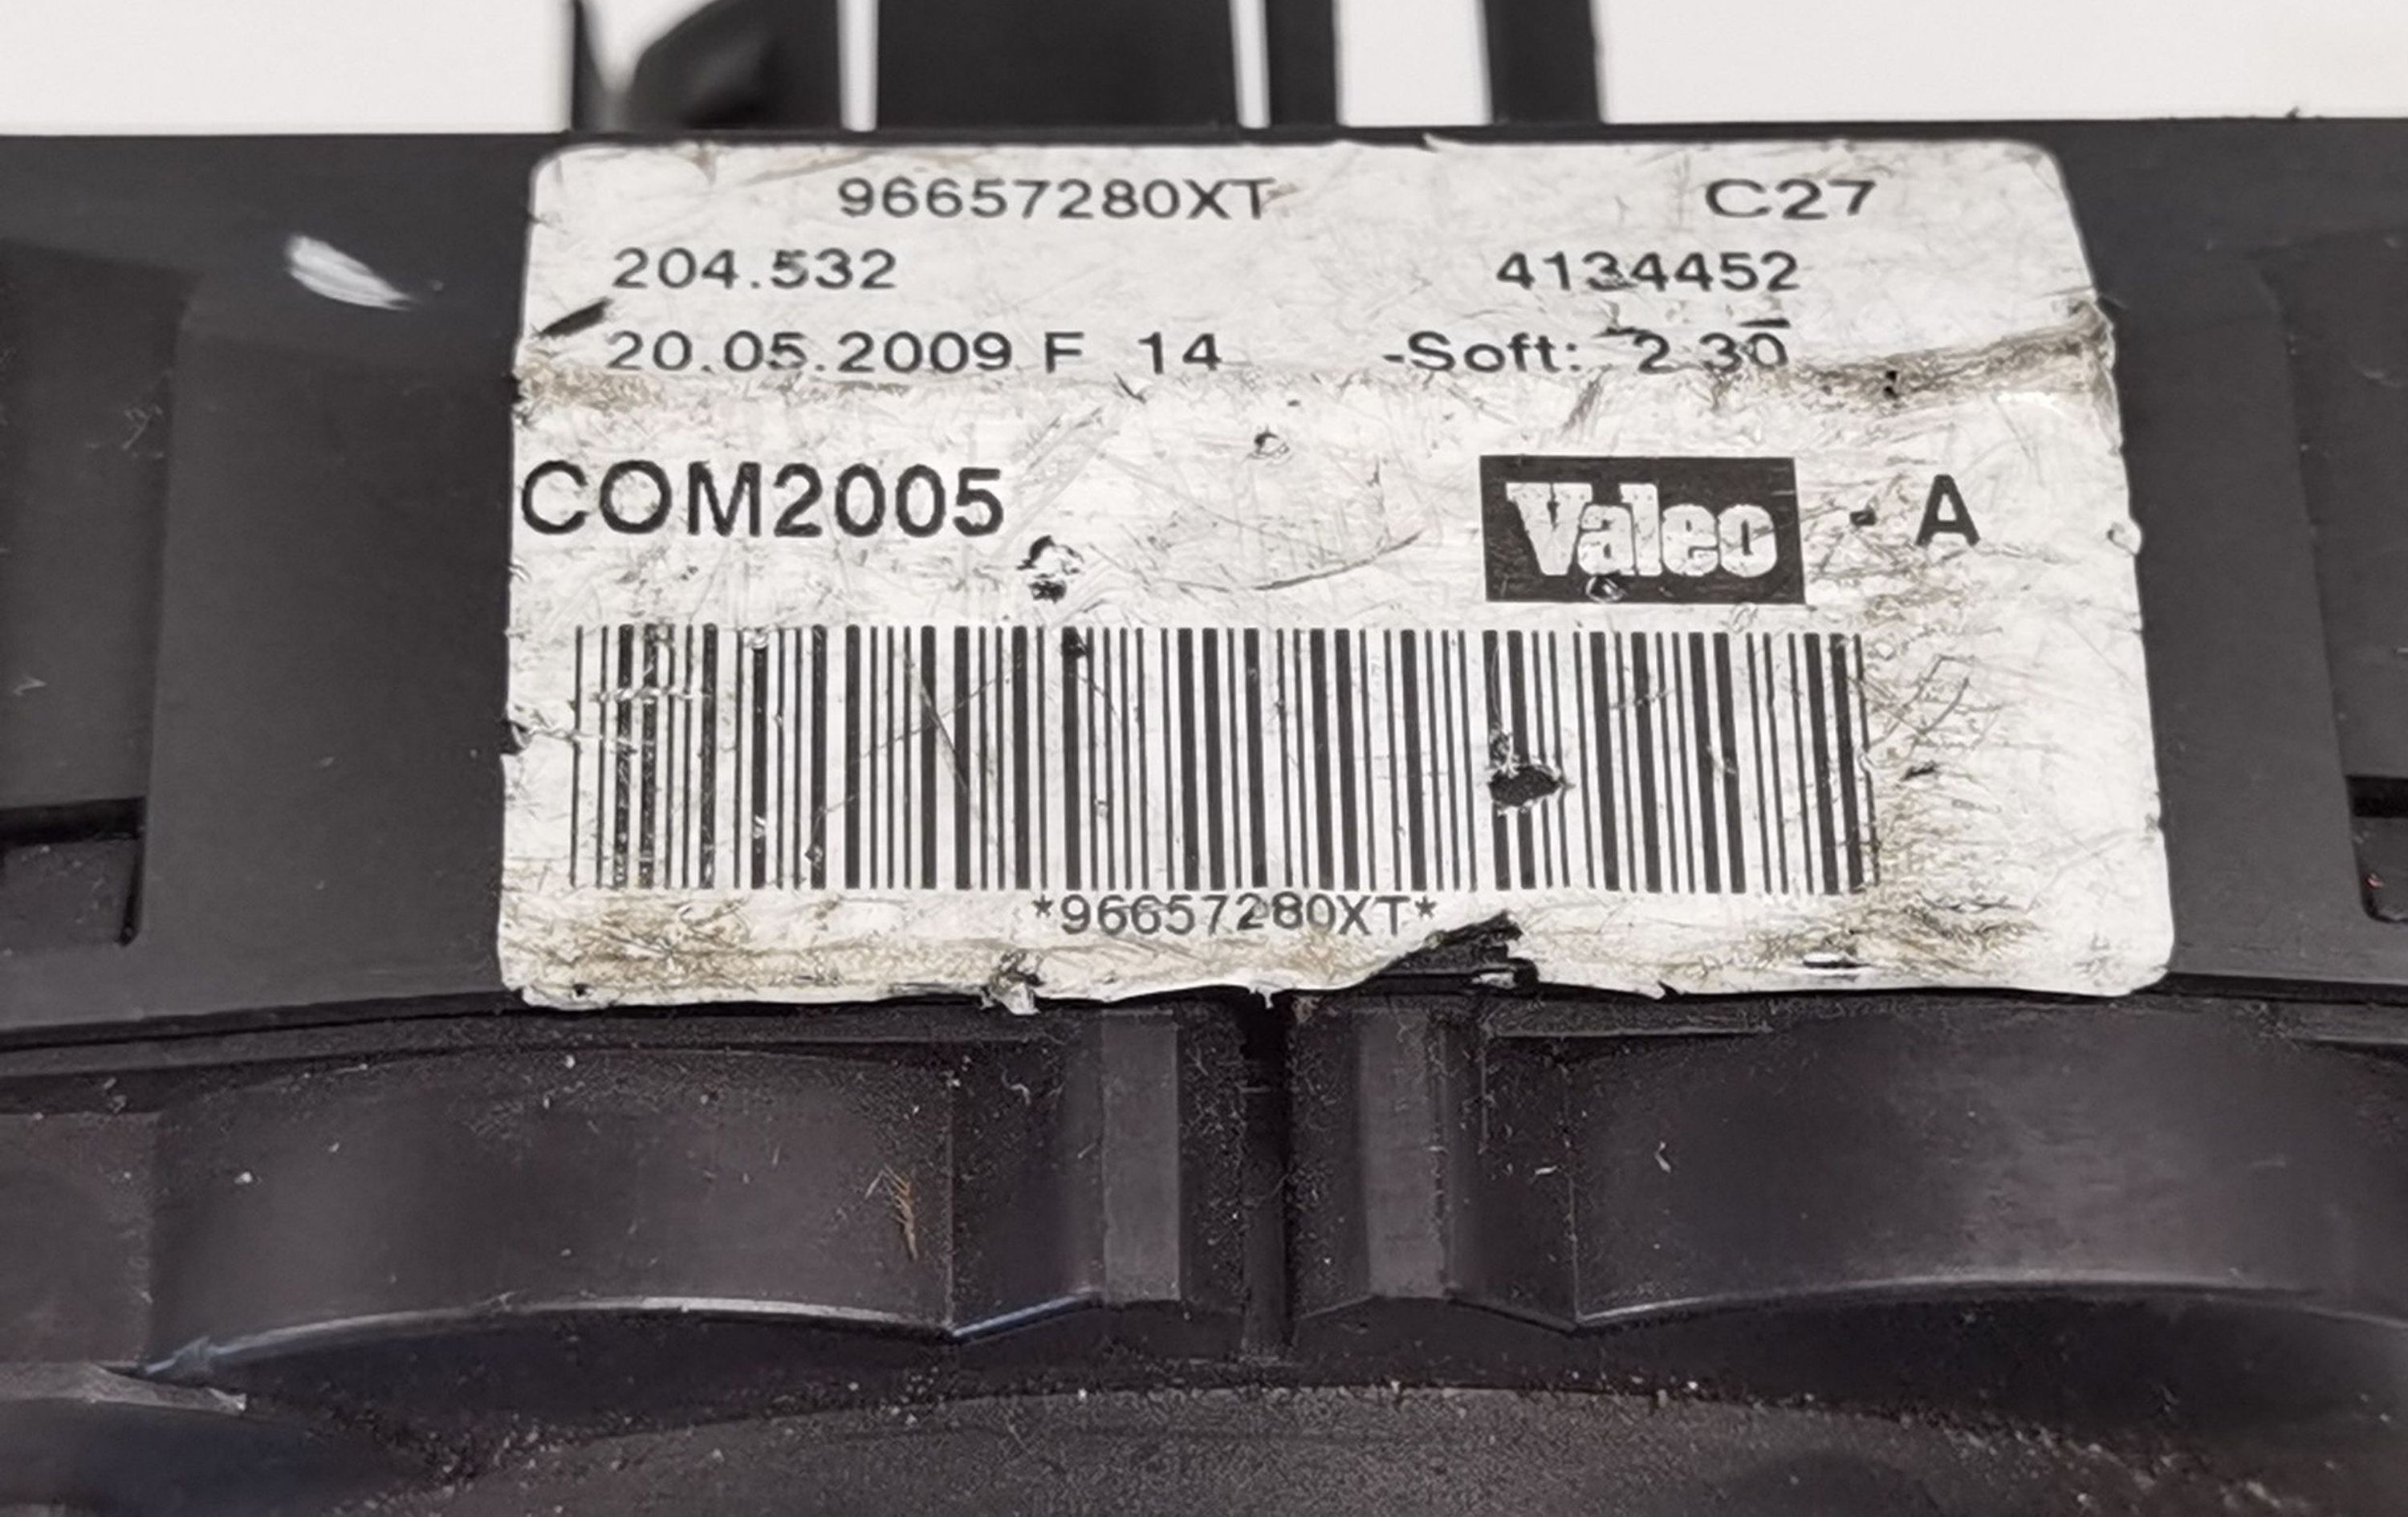 96657280XT C27
204.532 4134452
20.05.2009 F 14 -Soft: 2.30
COM2005 Valeo A
*96657280XT*